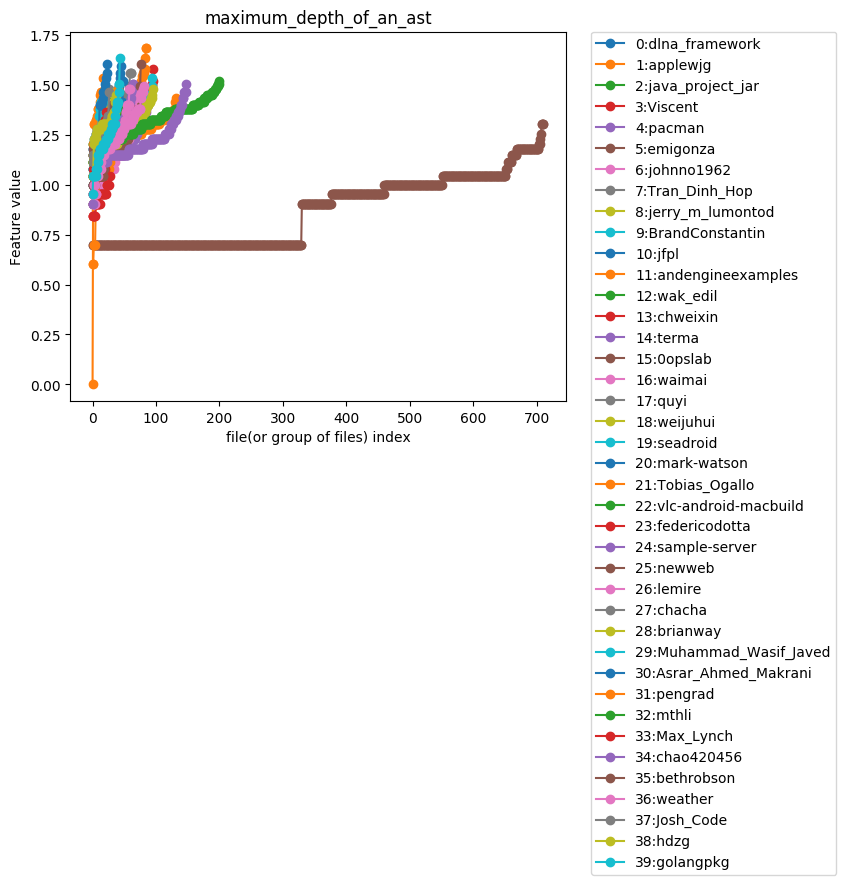 maximum_depth_of_an_ast
Feature value
1.75
1.50
1.25
1.00
0.75
0.50
0.25
0.00
0
100
200
300
400
500
600
700
file(or group of files) index
0:dlna_framework
1:applewjg
2:java_project_jar
3:Viscent
4:pacman
5:emigonza
6:johnno1962
7:Tran_Dinh_Hop
8:jerry_m_lumontod
9:BrandConstantin
10:jfpl
11:andengineexamples
12:wak_edil
13:chweixin
14:terma
15:0opslab
16:waimai
17:quyi
18:weijuhui
19:seadroid
20:mark-watson
21:Tobias_Ogallo
22:vlc-android-macbuild
23:federicodotta
24:sample-server
25:newweb
26:lemire
27:chacha
28:brianway
29:Muhammad_Wasif_Javed
30:Asrar_Ahmed_Makrani
31:pengrad
32:mthli
33:Max_Lynch
34:chao420456
35:bethrobson
36:weather
37:Josh_Code
38:hdzg
39:golangpkg